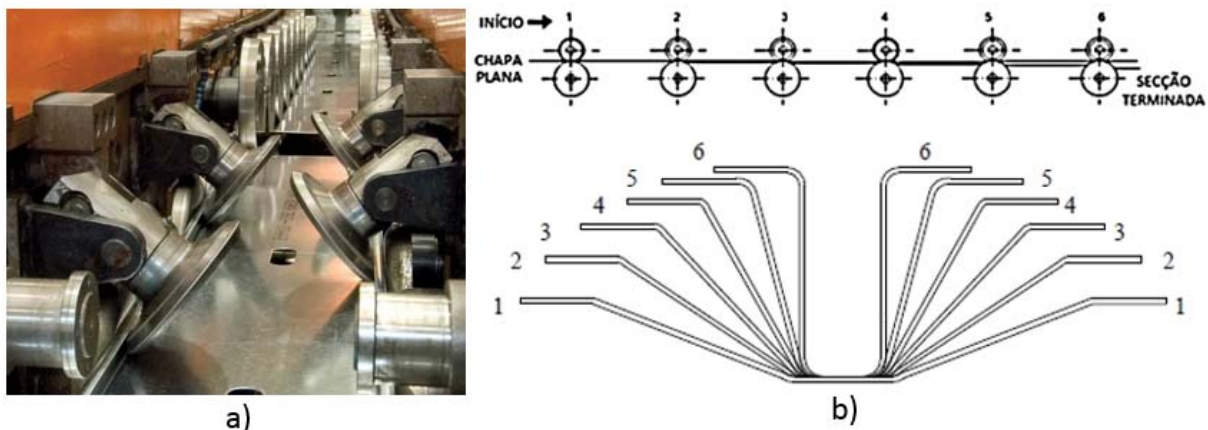 INÍCIO
1 2 3 4 5 6
CHAPA
PLANA
SECÇÃO
TERMINADA
6 6
5 5
4 4
3 3
2 2
1 1
a) b)